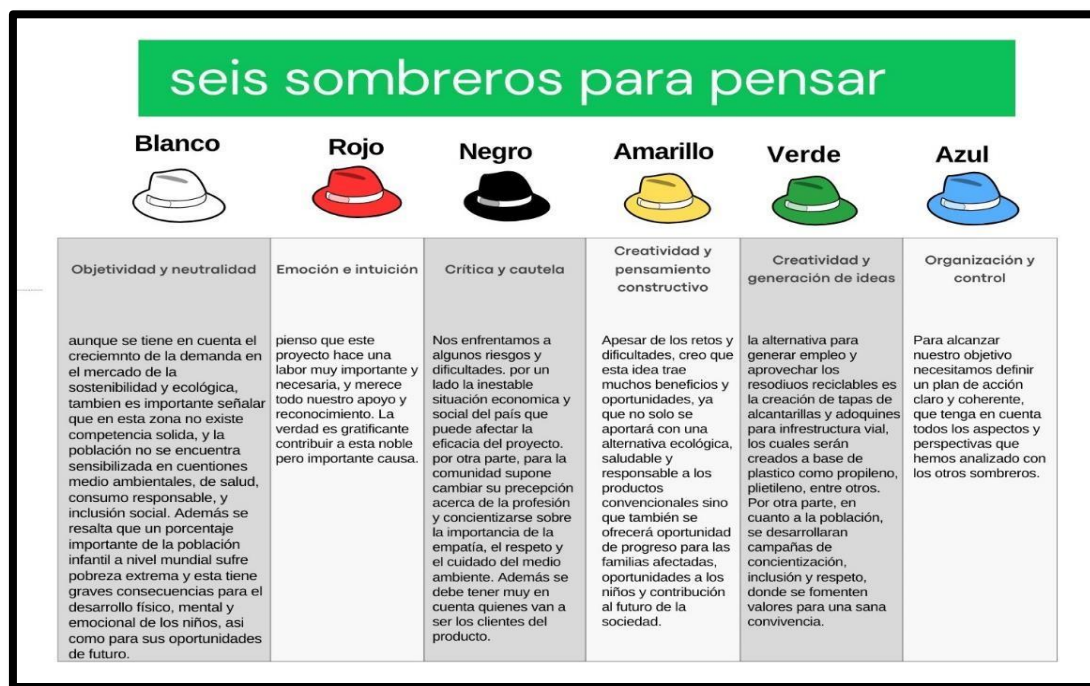 seis sombreros para pensar
Blanco
Rojo
Negro
Amarillo
Verde
Azul
Objetividad y neutralidad
aunque se tiene en cuenta el
creciemnto de la demanda en
el mercado de la
sostenibilidad y ecológica,
tambien es importante señalar
que en esta zona no existe
competencia solida, y la
población no se encuentra
sensibilizada en cuentiones
medio ambientales, de salud,
consumo responsable, y
inclusión social. Además se
resalta que un porcentaje
importante de la población
infantil a nivel mundial sufre
pobreza extrema y esta tiene
graves consecuencias para el
desarrollo físico, mental y
emocional de los niños, asi
como para sus oportunidades
de futuro.
Emoción e intuición
pienso que este
proyecto hace una
labor muy importante y
necesaria, y merece
todo nuestro apoyo y
reconocimiento. La
verdad es gratificante
contribuir a esta noble
pero importante causa.
Crítica y cautela
Nos enfrentamos a
algunos riesgos y
dificultades. por un
lado la inestable
situación economica y
social del país que
puede afectar la
eficacia del proyecto.
por otra parte, para la
comunidad supone
cambiar su precepción
acerca de la profesión
y concientizarse sobre
la importancia de la
empatía, el respeto y
el cuidado del medio
ambiente. Además se
debe tener muy en
cuenta quienes van a
ser los clientes del
producto.
Creatividad y
pensamiento
constructivo
Apesar de los retos y
dificultades, creo que
esta idea trae
muchos beneficios y
oportunidades, ya
que no solo se
aportará con una
alternativa ecológica,
saludable y
responsable a los
productos
convencionales sino
que también se
ofrecerá oportunidad
de progreso para las
familias afectadas,
oportunidades a los
niños y contribución
al futuro de la
sociedad.
Creatividad y
generación de ideas
la alternativa para
generar empleo y
aprovechar los
resodiuos reciclables es
la creación de tapas de
alcantarillas y adoquines
para infrestructura vial,
los cuales serán
creados a base de
plastico como propileno,
plietileno, entre otros.
Por otra parte, en
cuanto a la población,
se desarrollaran
campañas de
concientización,
inclusión y respeto,
donde se fomenten
valores para una sana
convivencia.
Organización y
control
Para alcanzar
nuestro objetivo
necesitamos definir
un plan de acción
claro y coherente,
que tenga en cuenta
todos los aspectos y
perspectivas que
hemos analizado con
los otros sombreros.